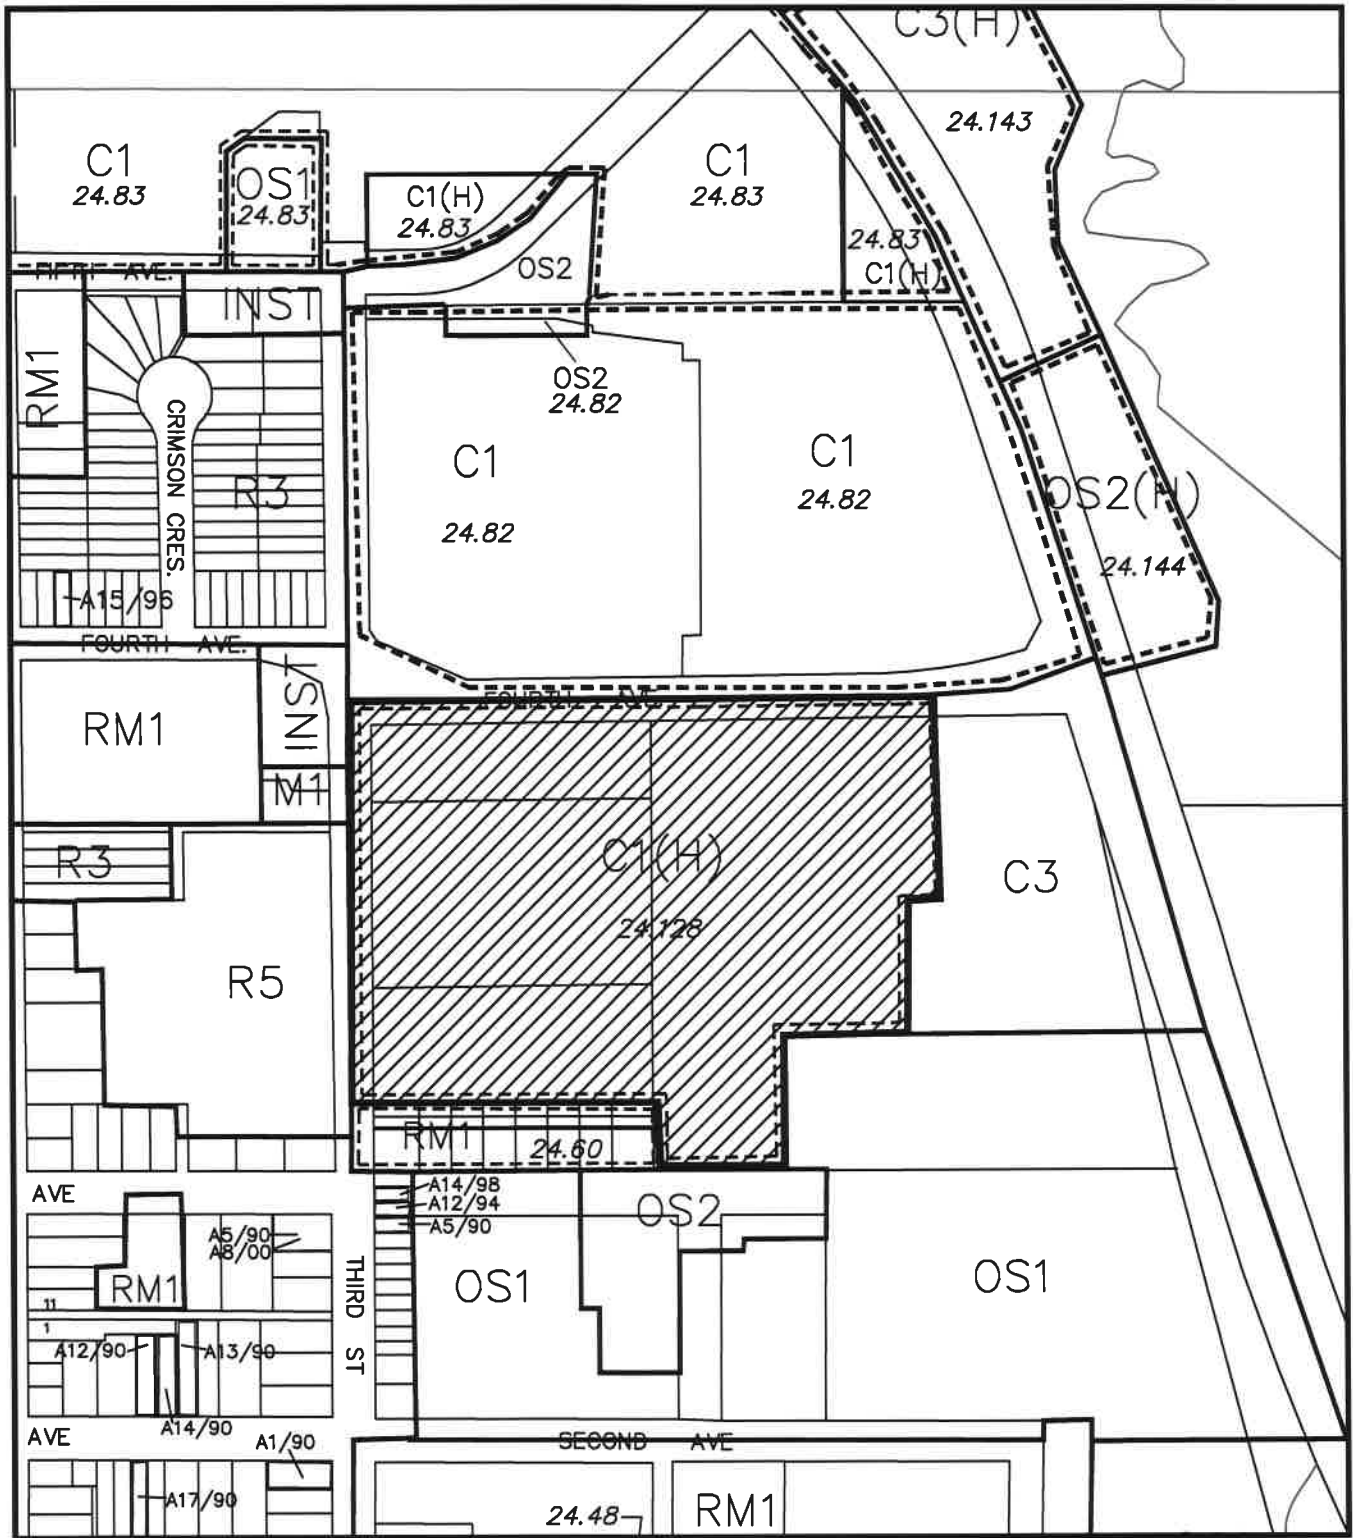 C3(H)
24.143
C1
24.83
OS1
24.83
C1(H)
24.83
C1
24.83
24.83
C1(H)
OS2
FIFTH AVE.
INST
RM1
CRIMSON CRES.
R3
OS2
24.82
C1
24.82
C1
24.82
OS2(H)
24.144
A15/96
FOURTH AVE.
FOURTH AVE
RM1
INST
M1
R3
C1(H)
24.128
C3
R5
RM1
24.60
AVE
A14/98
A12/94
A5/90
OS2
A5/90
A8/00
RM1
THIRD ST
OS1
OS1
11
1
A12/90
A13/90
A14/90
AVE
A1/90
SECOND AVE
A17/90
24.48
RM1